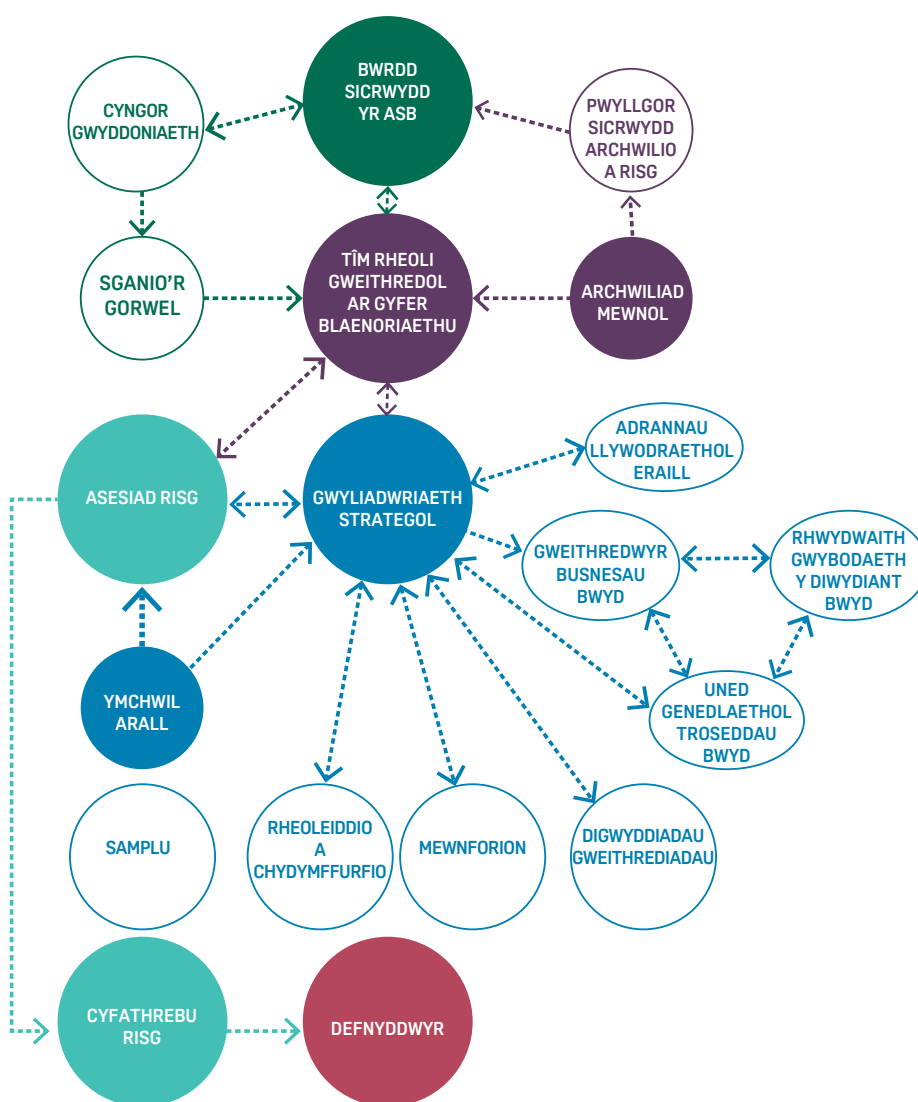 BWRDD
SICRWYDD
YR ASB
CYNGOR
GWYDDONIAETH
PWYLLGOR
SICRWYDD
ARCHWILIO
A RISG
SGANIO'R
GORWEL
TÎM RHEOLI
GWEITHREDOL
AR GYFER
BLAENORIAETHU
ARCHWILIAD
MEWNOL
ASESIAD RISG
GWYLIADWRIAETH
STRATEGOL
ADRANNAU
LLYWODRAETHOL
ERAILL
GWEITHREDWYR
BUSNESAU
BWYD
RHWYDWAITH
GWYBODAETH
Y DIWYDIANT
BWYD
YMCHWIL
ARALL
UNED
GENEDLAETHOL
TROSEDDAU
BWYD
SAMPLU
RHEOLEIDDIO
A
CHYDYMFFURFIO
MEWNFORION
DIGWYDDIADAU
GWEITHREDIADAU
CYFATHREBU
RISG
DEFNYDDWYR